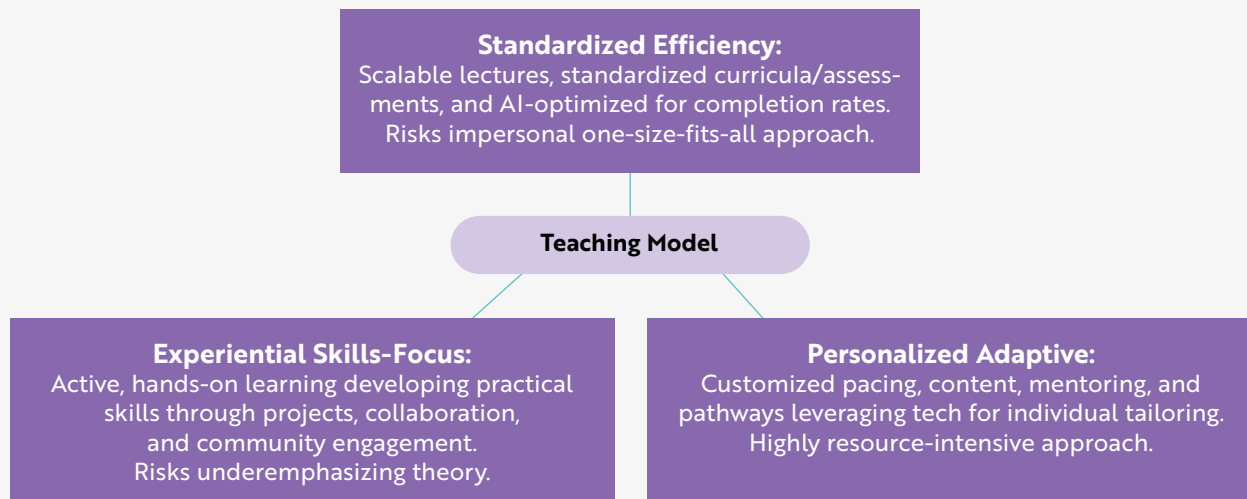 Standardized Efficiency:
Scalable lectures, standardized curricula/assess-
ments, and AI-optimized for completion rates.
Risks impersonal one-size-fits-all approach.
Teaching Model
Experiential Skills-Focus:
Active, hands-on learning developing practical
skills through projects, collaboration,
and community engagement.
Risks underemphasizing theory.
Personalized Adaptive:
Customized pacing, content, mentoring, and
pathways leveraging tech for individual tailoring.
Highly resource-intensive approach.